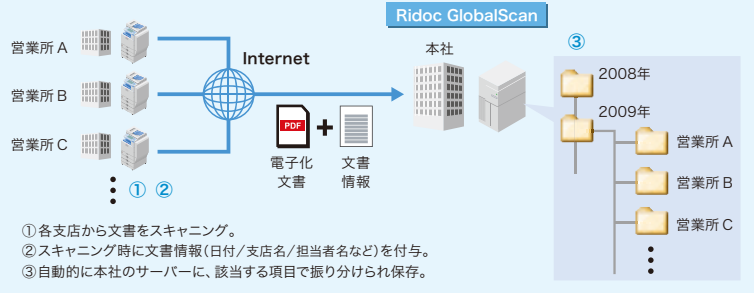 Ridoc GlobalScan
営業所A
営業所B
営業所C
① ②
Internet
PDF
電子化
文書
文書
情報
本社
③
2008年
2009年
営業所A
営業所B
営業所C
①各支店から文書をスキャニング。
②スキャニング時に文書情報(日付/支店名/担当者名など)を付与。
③自動的に本社のサーバーに、該当する項目で振り分けられ保存。